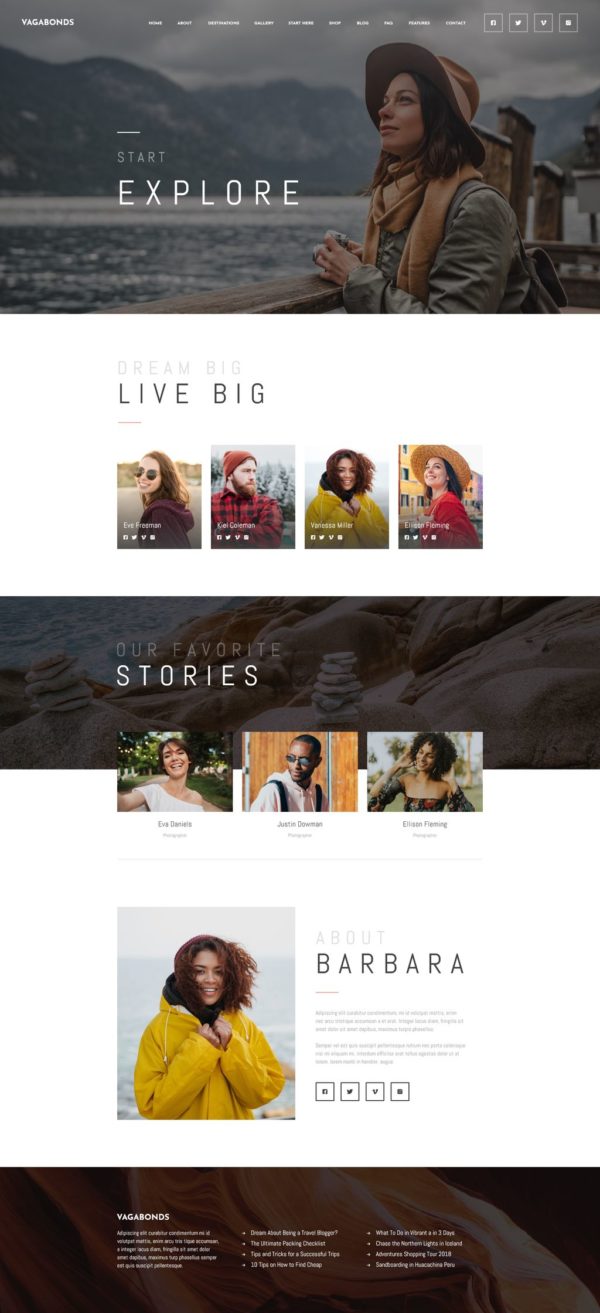 VAGABONDS
HOME ABOUT DESTINATIONS GALLERY START HERE SHOP BLOG FAQ FEATURES CONTACT
START
EXPLORE
DREAM BIG
LIVE BIG
Eve Freeman
Kiel Coleman
Vanessa Miller
Ellison Fleming
OUR FAVORITE
STORIES
Eva Daniels
Photographer
Justin Dowman
Photographer
Ellison Fleming
Photographer
ABOUT
BARBARA
Adipiscing elit curabitur condimentum mi id volutpat mattis, enim
nec arcu tristique accumsan a et erat. Integer lacus diam, fringilla sit
amet dolor sit amet dapibus, maximus turpis phasellus.
Semper vel elit quis suscipit pellentesque rutrum nec porta scelerisque
nisl mi aliquam ex. Interdum efficitur erat tellus egestas dolor ut at
lorem. lorem morbi in hendre. augue.
VAGABONDS
Adipiscing elit curabitur condimentum mi id
volutpat mattis, enim arcu tris tique accumsan,
a integer lacus diam, fringilla sit amet dolor
amet dapibus, maximus turp phasellus semper
est quis suscipit pellentesque.
Dream About Being a Travel Blogger?
The Ultimate Packing Checklist
Tips and Tricks for a Successful Trips
10 Tips on How to Find Cheap
What To Do in Vibrant a in 3 Days
Chase the Northern Lights in Iceland
Adventures Shopping Tour 2018
Sandboarding in Huacachina Peru